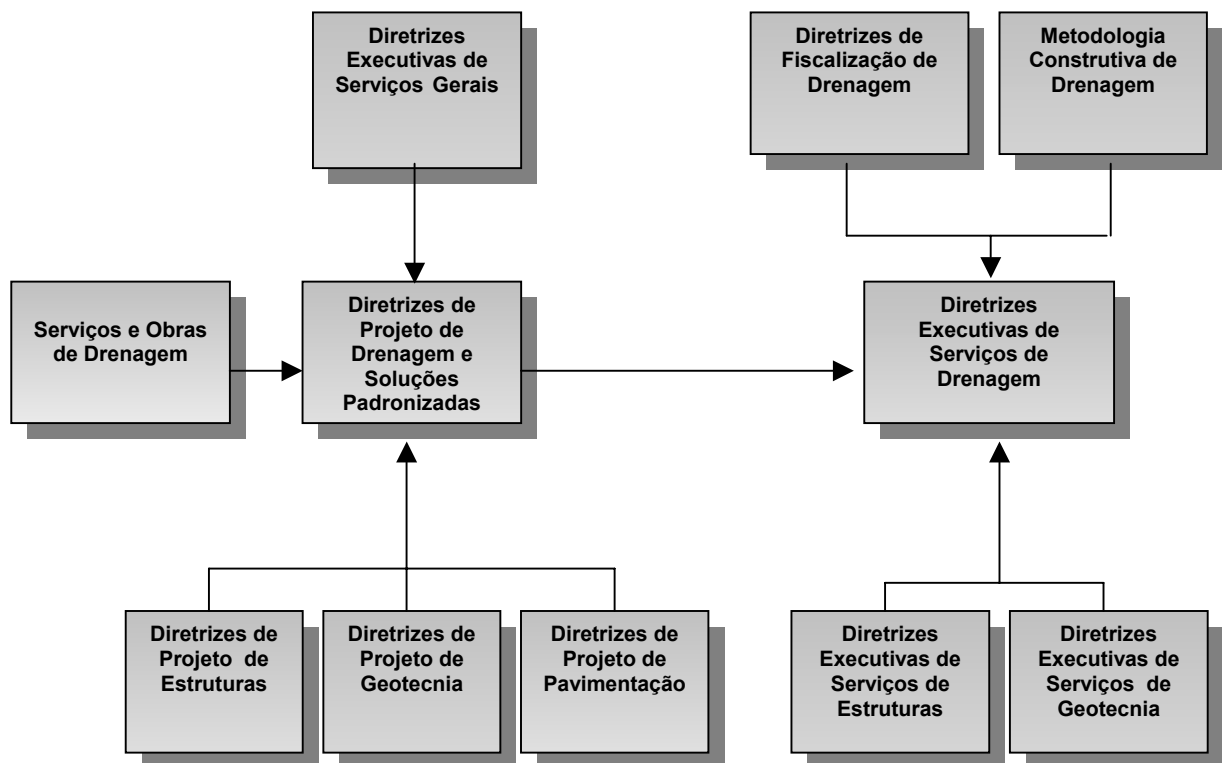 Diretrizes
Executivas de
Serviços Gerais
Diretrizes de
Fiscalização de
Drenagem
Metodologia
Construtiva de
Drenagem
Serviços e Obras
de Drenagem
Diretrizes de
Projeto de
Drenagem e
Soluções
Padronizadas
Diretrizes
Executivas de
Serviços de
Drenagem
Diretrizes de
Projeto de
Estruturas
Diretrizes de
Projeto de
Geotecnia
Diretrizes de
Projeto de
Pavimentação
Diretrizes
Executivas de
Serviços de
Estruturas
Diretrizes
Executivas de
Serviços de
Geotecnia